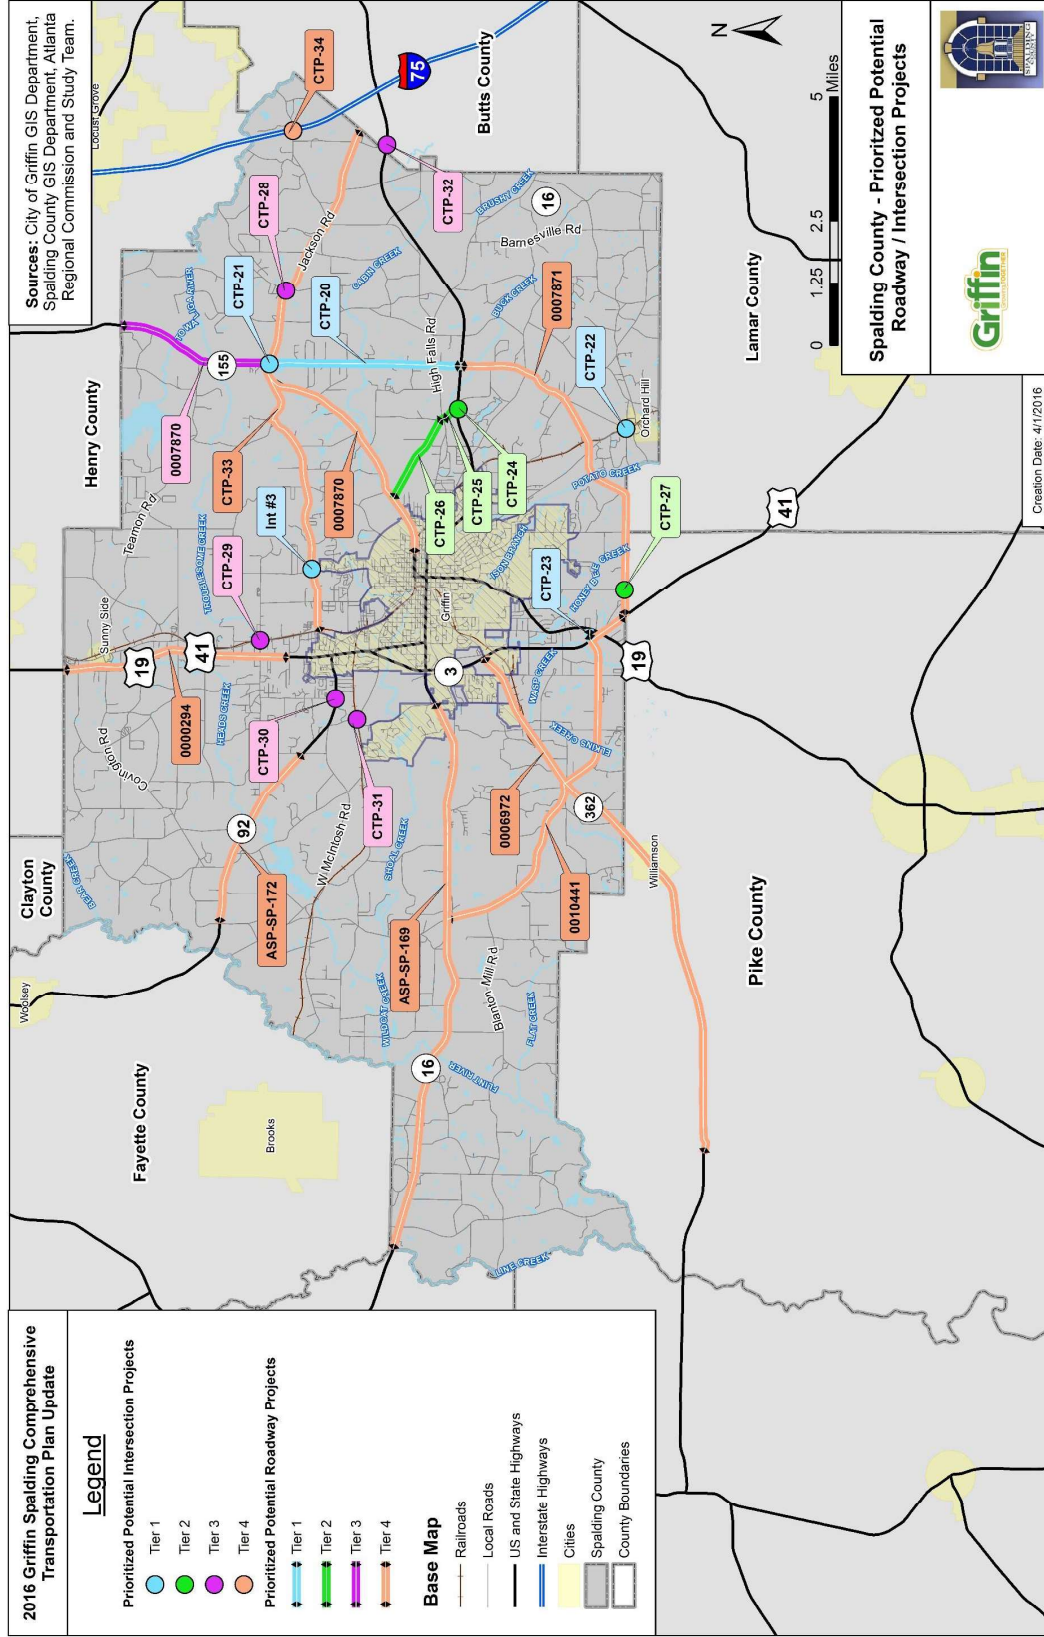 2016 Griffin Spalding Comprehensive
Transportation Plan Update
Legend
Prioritized Potential Intersection Projects
Tier 1
Tier 2
Tier 3
Tier 4
Prioritized Potential Roadway Projects
Tier 1
Tier 2
Tier 3
Tier 4
Base Map
Railroads
Local Roads
US and State Highways
Interstate Highways
Cities
Spalding County
County Boundaries
Sources: City of Griffin GIS Department,
Spalding County GIS Department, Atlanta
Regional Commission and Study Team.
Fayette County
Clayton
County
Henry County
Butts County
Lamar County
Pike County
Woolsey
Brooks
Sunny Side
Locust Grove
Griffin
Orchard Hill
Williamson
BEAR CREEK
HEADS CREEK
TROUBLESOME CREEK
TOWALIGA RIVER
CABIN CREEK
BRUSHY CREEK
BUCK CREEK
POTATO CREEK
ISON BRANCH
HONEY BEE CREEK
WASP CREEK
ELKINS CREEK
SHOAL CREEK
WILDCAT CREEK
FLAT CREEK
FLINT RIVER
LINE CREEK
Covington Rd
Teamon Rd
Jackson Rd
High Falls Rd
Barnesville Rd
W McIntosh Rd
Blanton Mill Rd
ASP-SP-172
0000294
CTP-29
CTP-30
CTP-31
Int #3
CTP-33
0007870
0007870
CTP-21
CTP-28
CTP-20
CTP-34
CTP-32
0007871
CTP-22
CTP-24
CTP-25
CTP-26
CTP-27
CTP-23
0006972
0010441
ASP-SP-169
92
19
41
155
75
16
3
16
362
19
41
N
0
1.25
2.5
5
Miles
Spalding County - Prioritzed Potential
Roadway / Intersection Projects
Griffin
SPALDING
COUNTY
Creation Date: 4/1/2016